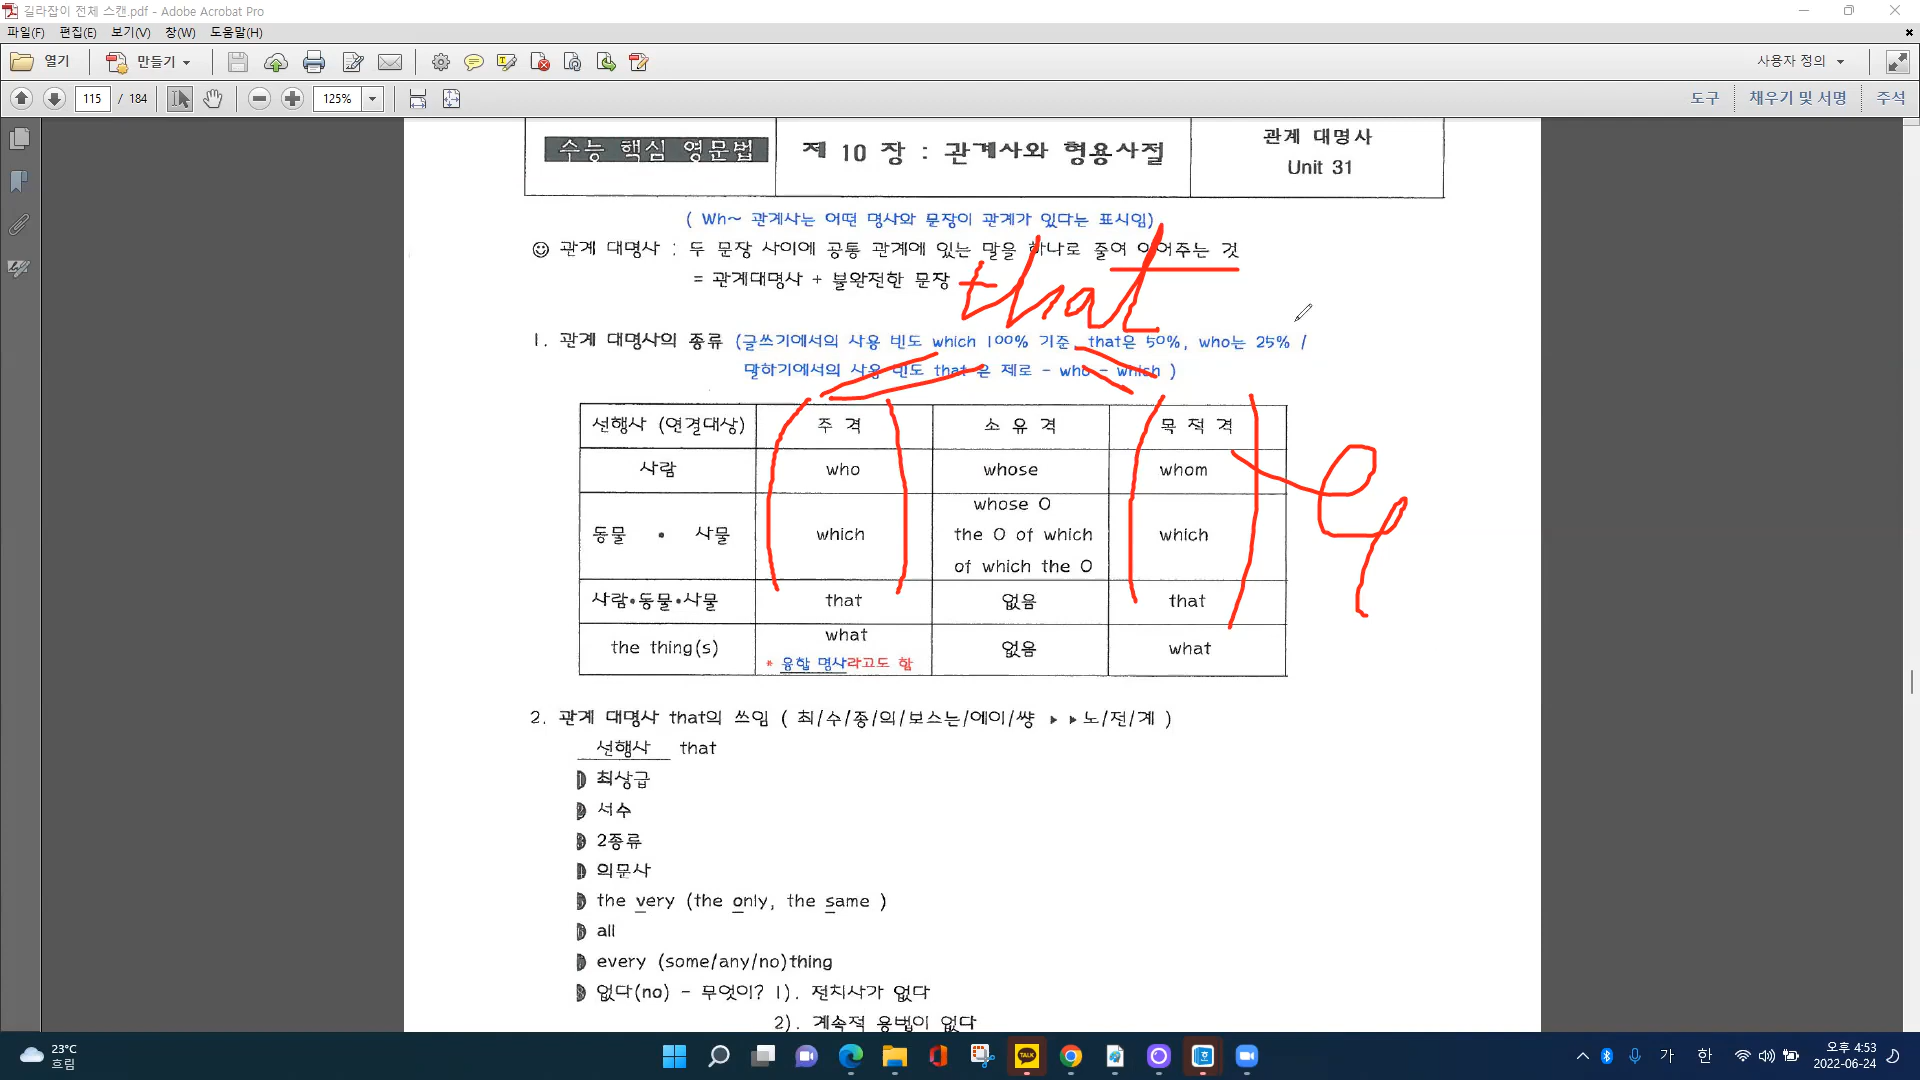 길라잡이 전체 스캔.pdf - Adobe Acrobat Pro
파일(F) 편집(E) 보기(V) 창(W) 도움말(H)
열기 만들기 사용자 정의
115 / 184 125% 도구 채우기 및 서명 주석
수능 핵심 영문법 제 10 장 : 관계사와 형용사절 관계 대명사
Unit 31
( Wh~ 관계사는 어떤 명사와 문장이 관계가 있다는 표시임)
관계 대명사 : 두 문장 사이에 공통 관계에 있는 말을 하나로 줄여 이어주는 것
= 관계대명사 + 불완전한 문장
that
1. 관계 대명사의 종류 (글쓰기에서의 사용 빈도 which 100% 기준, that은 50%, who는 25% /
말하기에서의 사용 빈도 that 은 제로 - who - which )
선행사 (연결대상) 주 격 소 유 격 목 적 격
사람 who whose whom
동물 • 사물 which whose O
the O of which
of which the O which
사람•동물•사물 that 없음 that
the thing(s) what
* 융합 명사라고도 함 없음 what
2. 관계 대명사 that의 쓰임 ( 최/수/종/의/보스는/에이/쌍 ▸ ▸ 노/전/계 )
선행사 that
최상급
서수
2종류
의문사
the very (the only, the same )
all
every (some/any/no)thing
없다(no) - 무엇이? 1). 전치사가 없다
2). 계속적 용법이 없다
23°C
흐림
TALK
가 한
오후 4:53
2022-06-24